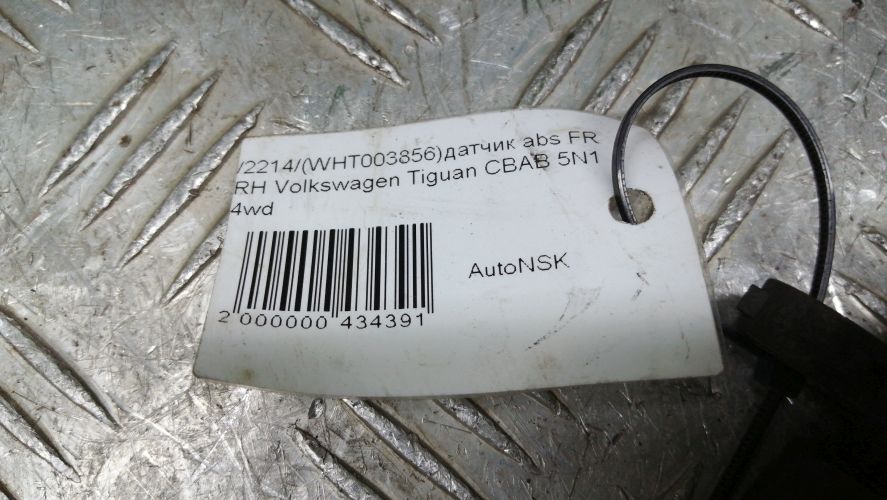 /2214/(WHT003856)датчик abs FR
RH Volkswagen Tiguan CBAB 5N1
4wd
AutoNSK
2 000000 434391